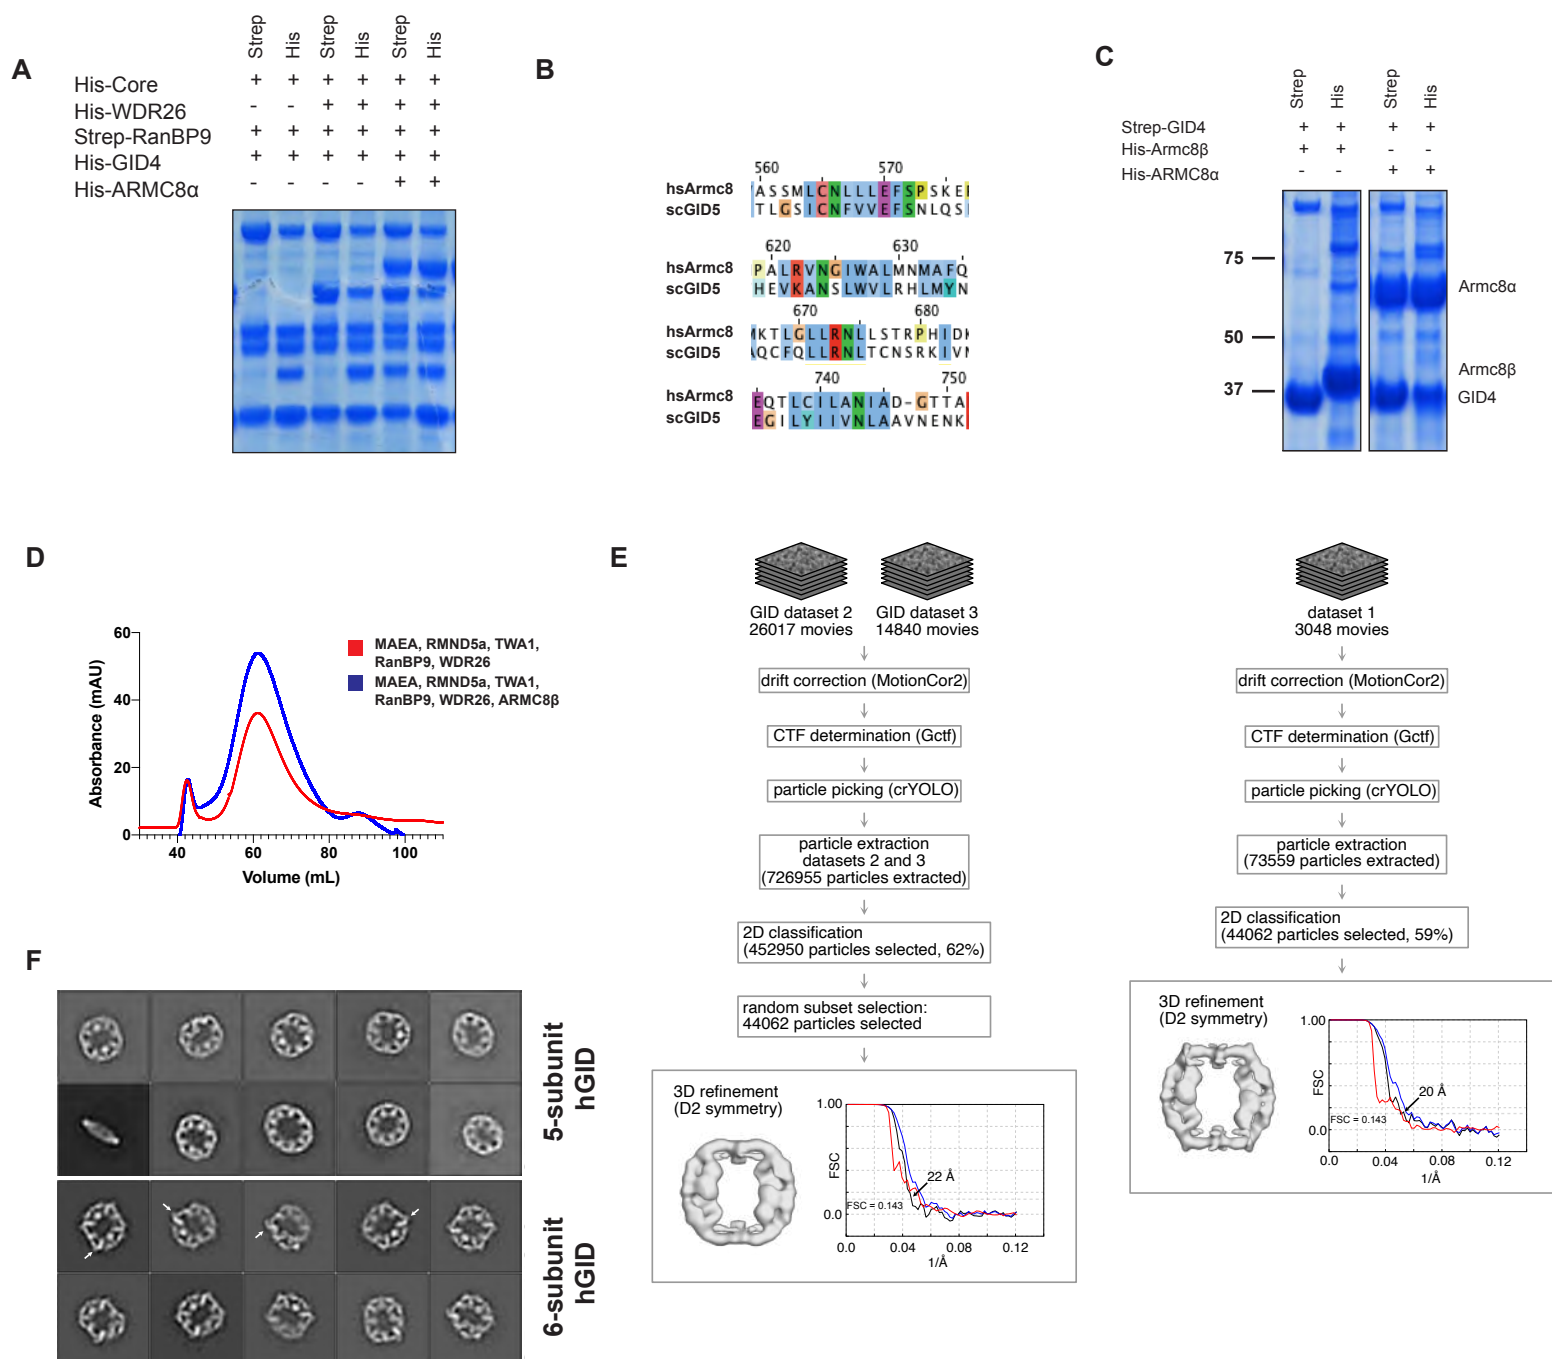 A
Strep His Strep His Strep His
His-Core + + + + + +
His-WDR26 - - + + + +
Strep-RanBP9 + + + + + +
His-GID4 + + + + + +
His-ARMC8α - - - - + +
B
560 570
hsArmc8 ASSMLCNLLLEFSPSKE
scGID5 TLGSICNFVVEFSNLQS
620 630
hsArmc8 PALRVNGIWALMNMAFQ
scGID5 HEVKANSLWVLRHLMYN
670 680
hsArmc8 KTLGLLRNLLSTRPHIDK
scGID5 QCFQLLRNLTCNSRKIV
740 750
hsArmc8 EQTLCILANIAD-GTTA
scGID5 EGILYIIVNLAAVNENK
C
Strep His Strep His
Strep-GID4 + + + +
His-Armc8β + + - -
His-ARMC8α - - + +
75
50
37
Armc8α
Armc8β
GID4
D
60
40
20
0
40 60 80 100
Absorbance (mAU)
Volume (mL)
MAEA, RMND5a, TWA1,
RanBP9, WDR26
MAEA, RMND5a, TWA1,
RanBP9, WDR26, ARMC8β
E
GID dataset 2
26017 movies
GID dataset 3
14840 movies
drift correction (MotionCor2)
CTF determination (Gctf)
particle picking (crYOLO)
particle extraction
datasets 2 and 3
(726955 particles extracted)
2D classification
(452950 particles selected, 62%)
random subset selection:
44062 particles selected
3D refinement
(D2 symmetry)
1.00
0.0
FSC
FSC = 0.143
22 Å
0.0 0.04 0.08 0.12
1/Å
dataset 1
3048 movies
drift correction (MotionCor2)
CTF determination (Gctf)
particle picking (crYOLO)
particle extraction
(73559 particles extracted)
2D classification
(44062 particles selected, 59%)
3D refinement
(D2 symmetry)
1.00
0.0
FSC
FSC = 0.143
20 Å
0.0 0.04 0.08 0.12
1/Å
F
5-subunit
hGID
6-subunit
hGID